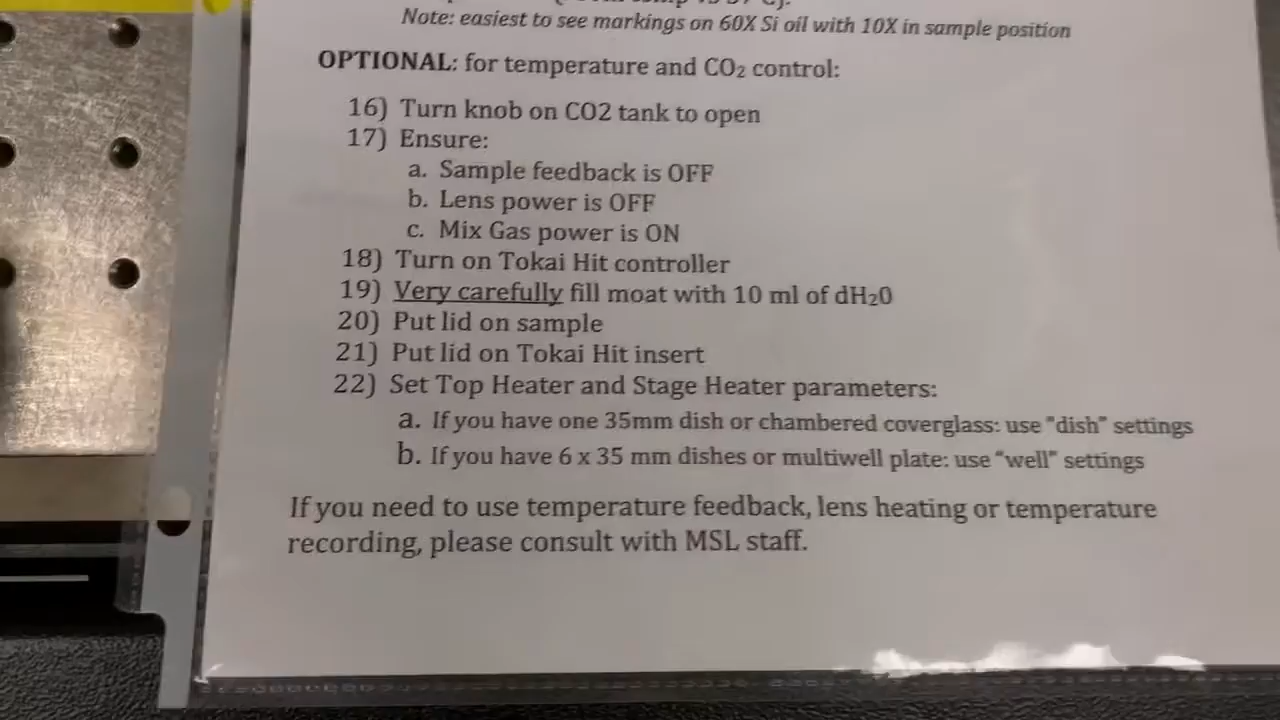 Note: easiest to see markings on 60X Si oil with 10X in sample position
OPTIONAL: for temperature and CO₂ control:
16) Turn knob on CO2 tank to open
17) Ensure:
a. Sample feedback is OFF
b. Lens power is OFF
c. Mix Gas power is ON
18) Turn on Tokai Hit controller
19) Very carefully fill moat with 10 ml of dH₂0
20) Put lid on sample
21) Put lid on Tokai Hit insert
22) Set Top Heater and Stage Heater parameters:
a. If you have one 35mm dish or chambered coverglass: use "dish" settings
b. If you have 6 x 35 mm dishes or multiwell plate: use "well" settings
If you need to use temperature feedback, lens heating or temperature
recording, please consult with MSL staff.